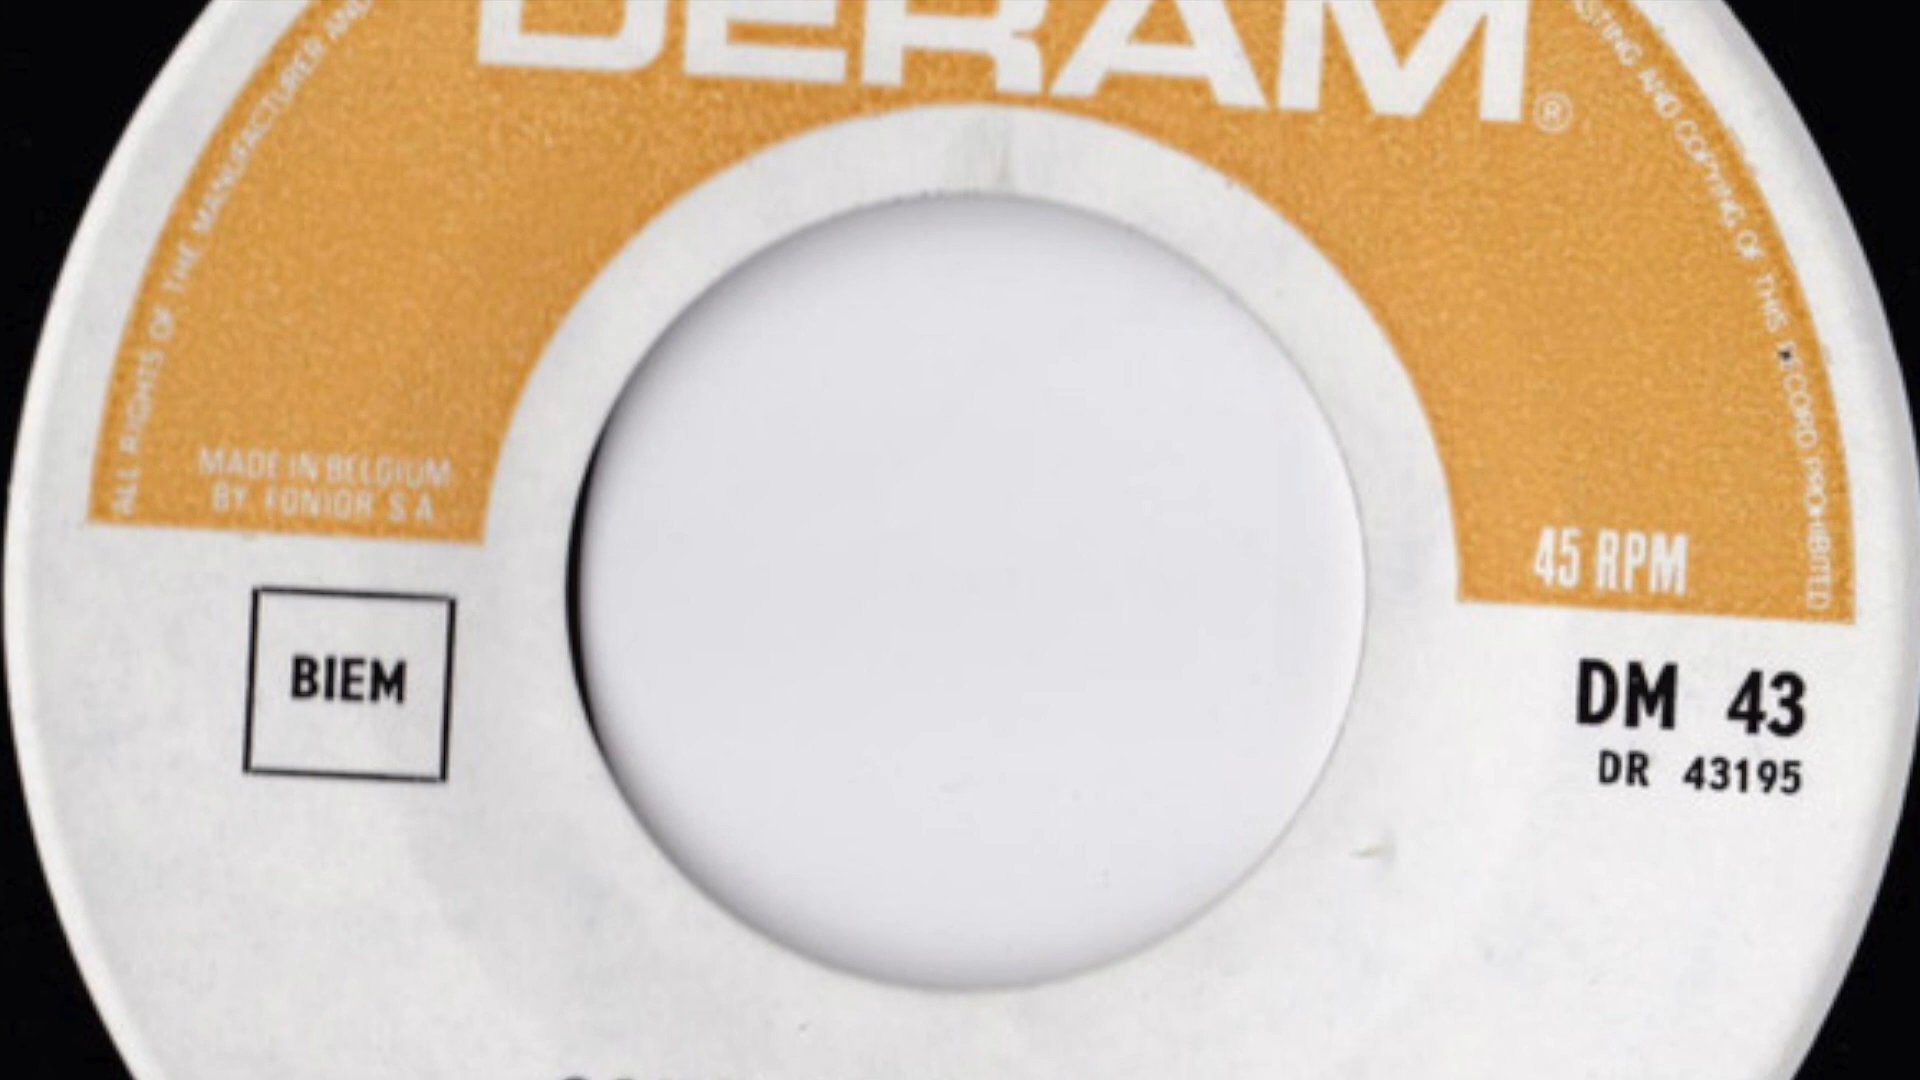 DERAM®
ALL RIGHTS OF THE MANUFACTURER AND
COPYING OF THIS RECORD PROHIBITED
MADE IN BELGIUM
BY FONIOR S.A.
45 RPM
BIEM
DM 43
DR 43195